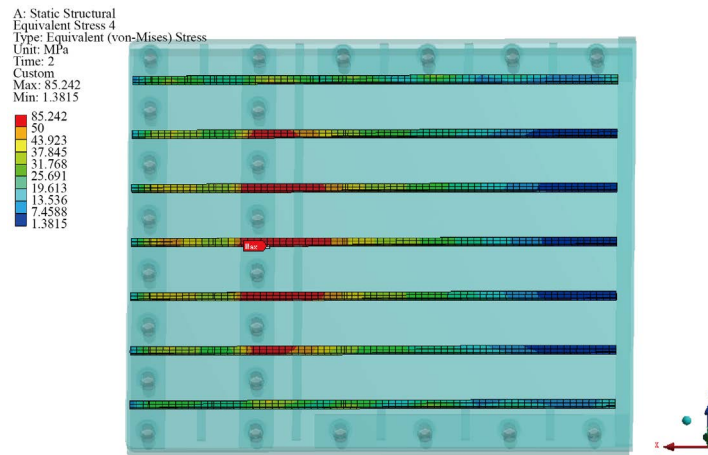 A: Static Structural
Equivalent Stress 4
Type: Equivalent (von-Mises) Stress
Unit: MPa
Time: 2
Custom
Max: 85.242
Min: 1.3815
85.242
50
43.923
37.845
31.768
25.691
19.613
13.536
7.4588
1.3815
Max